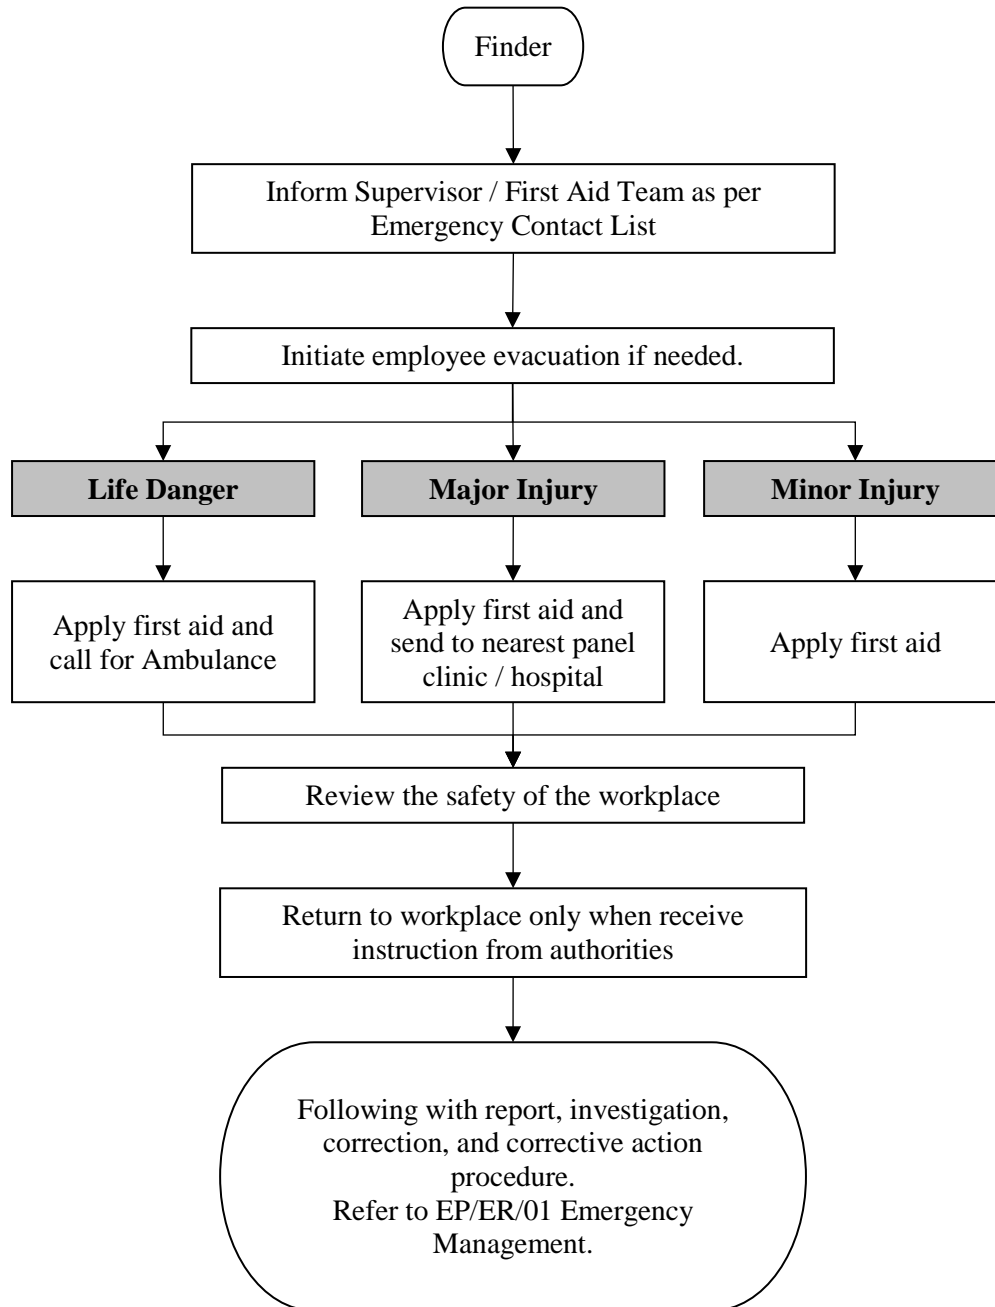 Finder
Inform Supervisor / First Aid Team as per
Emergency Contact List
Initiate employee evacuation if needed.
Life Danger
Major Injury
Minor Injury
Apply first aid and
call for Ambulance
Apply first aid and
send to nearest panel
clinic / hospital
Apply first aid
Review the safety of the workplace
Return to workplace only when receive
instruction from authorities
Following with report, investigation,
correction, and corrective action
procedure.
Refer to EP/ER/01 Emergency
Management.